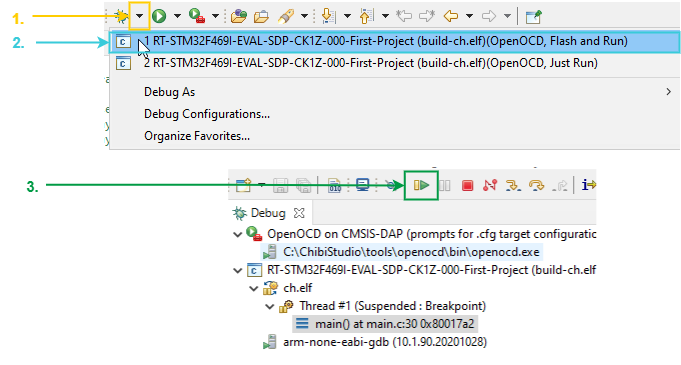 1.
2.
1 RT-STM32F469I-EVAL-SDP-CK1Z-000-First-Project (build-ch.elf)(OpenOCD, Flash and Run)
2 RT-STM32F469I-EVAL-SDP-CK1Z-000-First-Project (build-ch.elf)(OpenOCD, Just Run)
Debug As
Debug Configurations...
Organize Favorites...
3.
Debug
OpenOCD on CMSIS-DAP (prompts for .cfg target configuratio
C:\ChibiStudio\tools\openocd\bin\openocd.exe
RT-STM32F469I-EVAL-SDP-CK1Z-000-First-Project (build-ch.elf
ch.elf
Thread #1 (Suspended : Breakpoint)
main() at main.c:30 0x80017a2
arm-none-eabi-gdb (10.1.90.20201028)